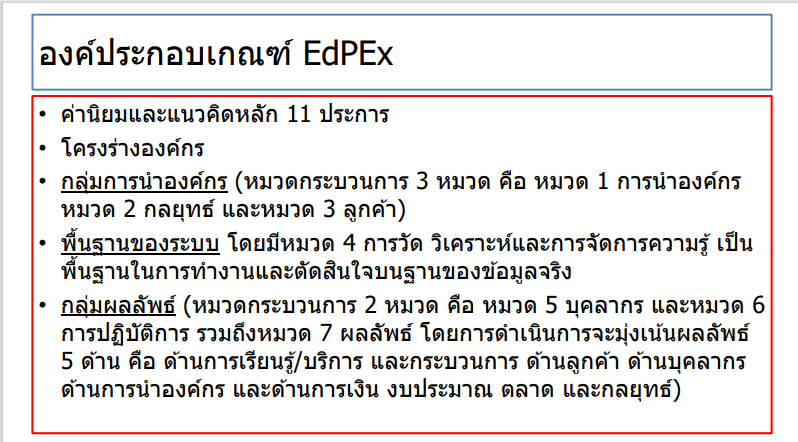 องค์ประกอบเกณฑ์ EdPEx
• ค่านิยมและแนวคิดหลัก 11 ประการ
• โครงร่างองค์กร
• กลุ่มการนำองค์กร (หมวดกระบวนการ 3 หมวด คือ หมวด 1 การนำองค์กร
หมวด 2 กลยุทธ์ และหมวด 3 ลูกค้า)
• พื้นฐานของระบบ โดยมีหมวด 4 การวัด วิเคราะห์และการจัดการความรู้ เป็น
พื้นฐานในการทำงานและตัดสินใจบนฐานของข้อมูลจริง
• กลุ่มผลลัพธ์ (หมวดกระบวนการ 2 หมวด คือ หมวด 5 บุคลากร และหมวด 6
การปฏิบัติการ รวมถึงหมวด 7 ผลลัพธ์ โดยการดำเนินการจะมุ่งเน้นผลลัพธ์
5 ด้าน คือ ด้านการเรียนรู้/บริการ และกระบวนการ ด้านลูกค้า ด้านบุคลากร
ด้านการนำองค์กร และด้านการเงิน งบประมาณ ตลาด และกลยุทธ์)